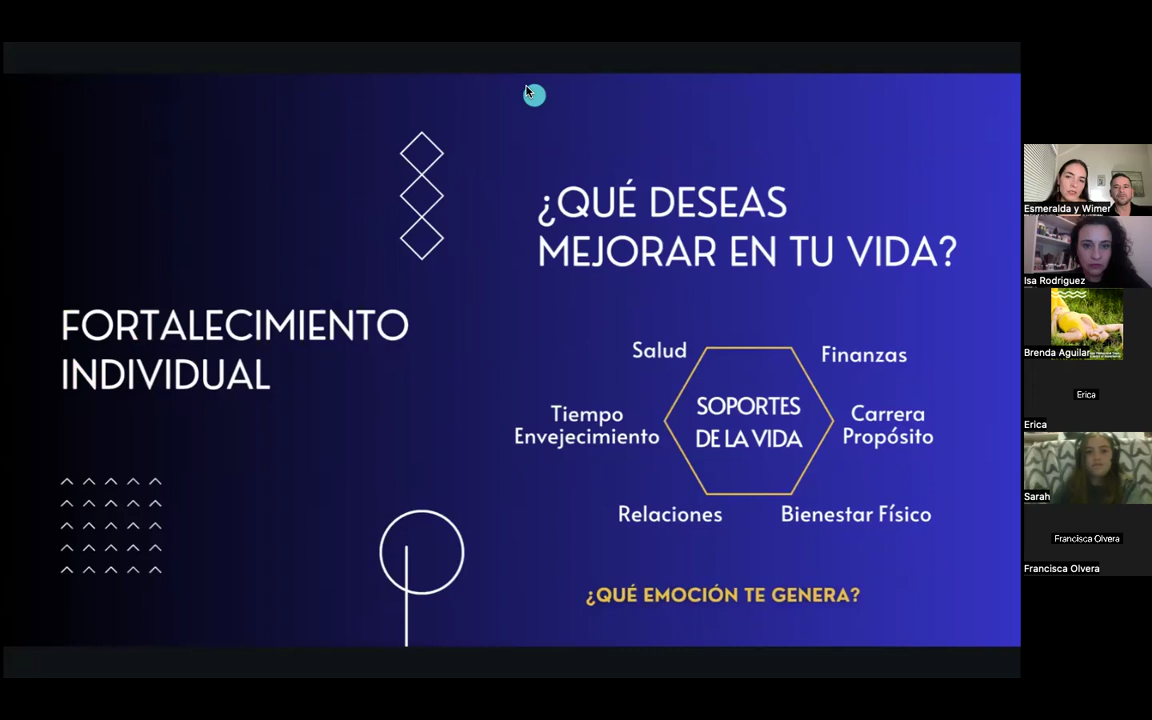 FORTALECIMIENTO
INDIVIDUAL
¿QUÉ DESEAS
MEJORAR EN TU VIDA?
Salud
Finanzas
SOPORTES
DE LA VIDA
Tiempo
Envejecimiento
Carrera
Propósito
Relaciones
Bienestar Físico
¿QUÉ EMOCIÓN TE GENERA?
Esmeralda y Wimer
Isa Rodriguez
Brenda Aguilar
Erica
Erica
Sarah
Francisca Olvera
Francisca Olvera